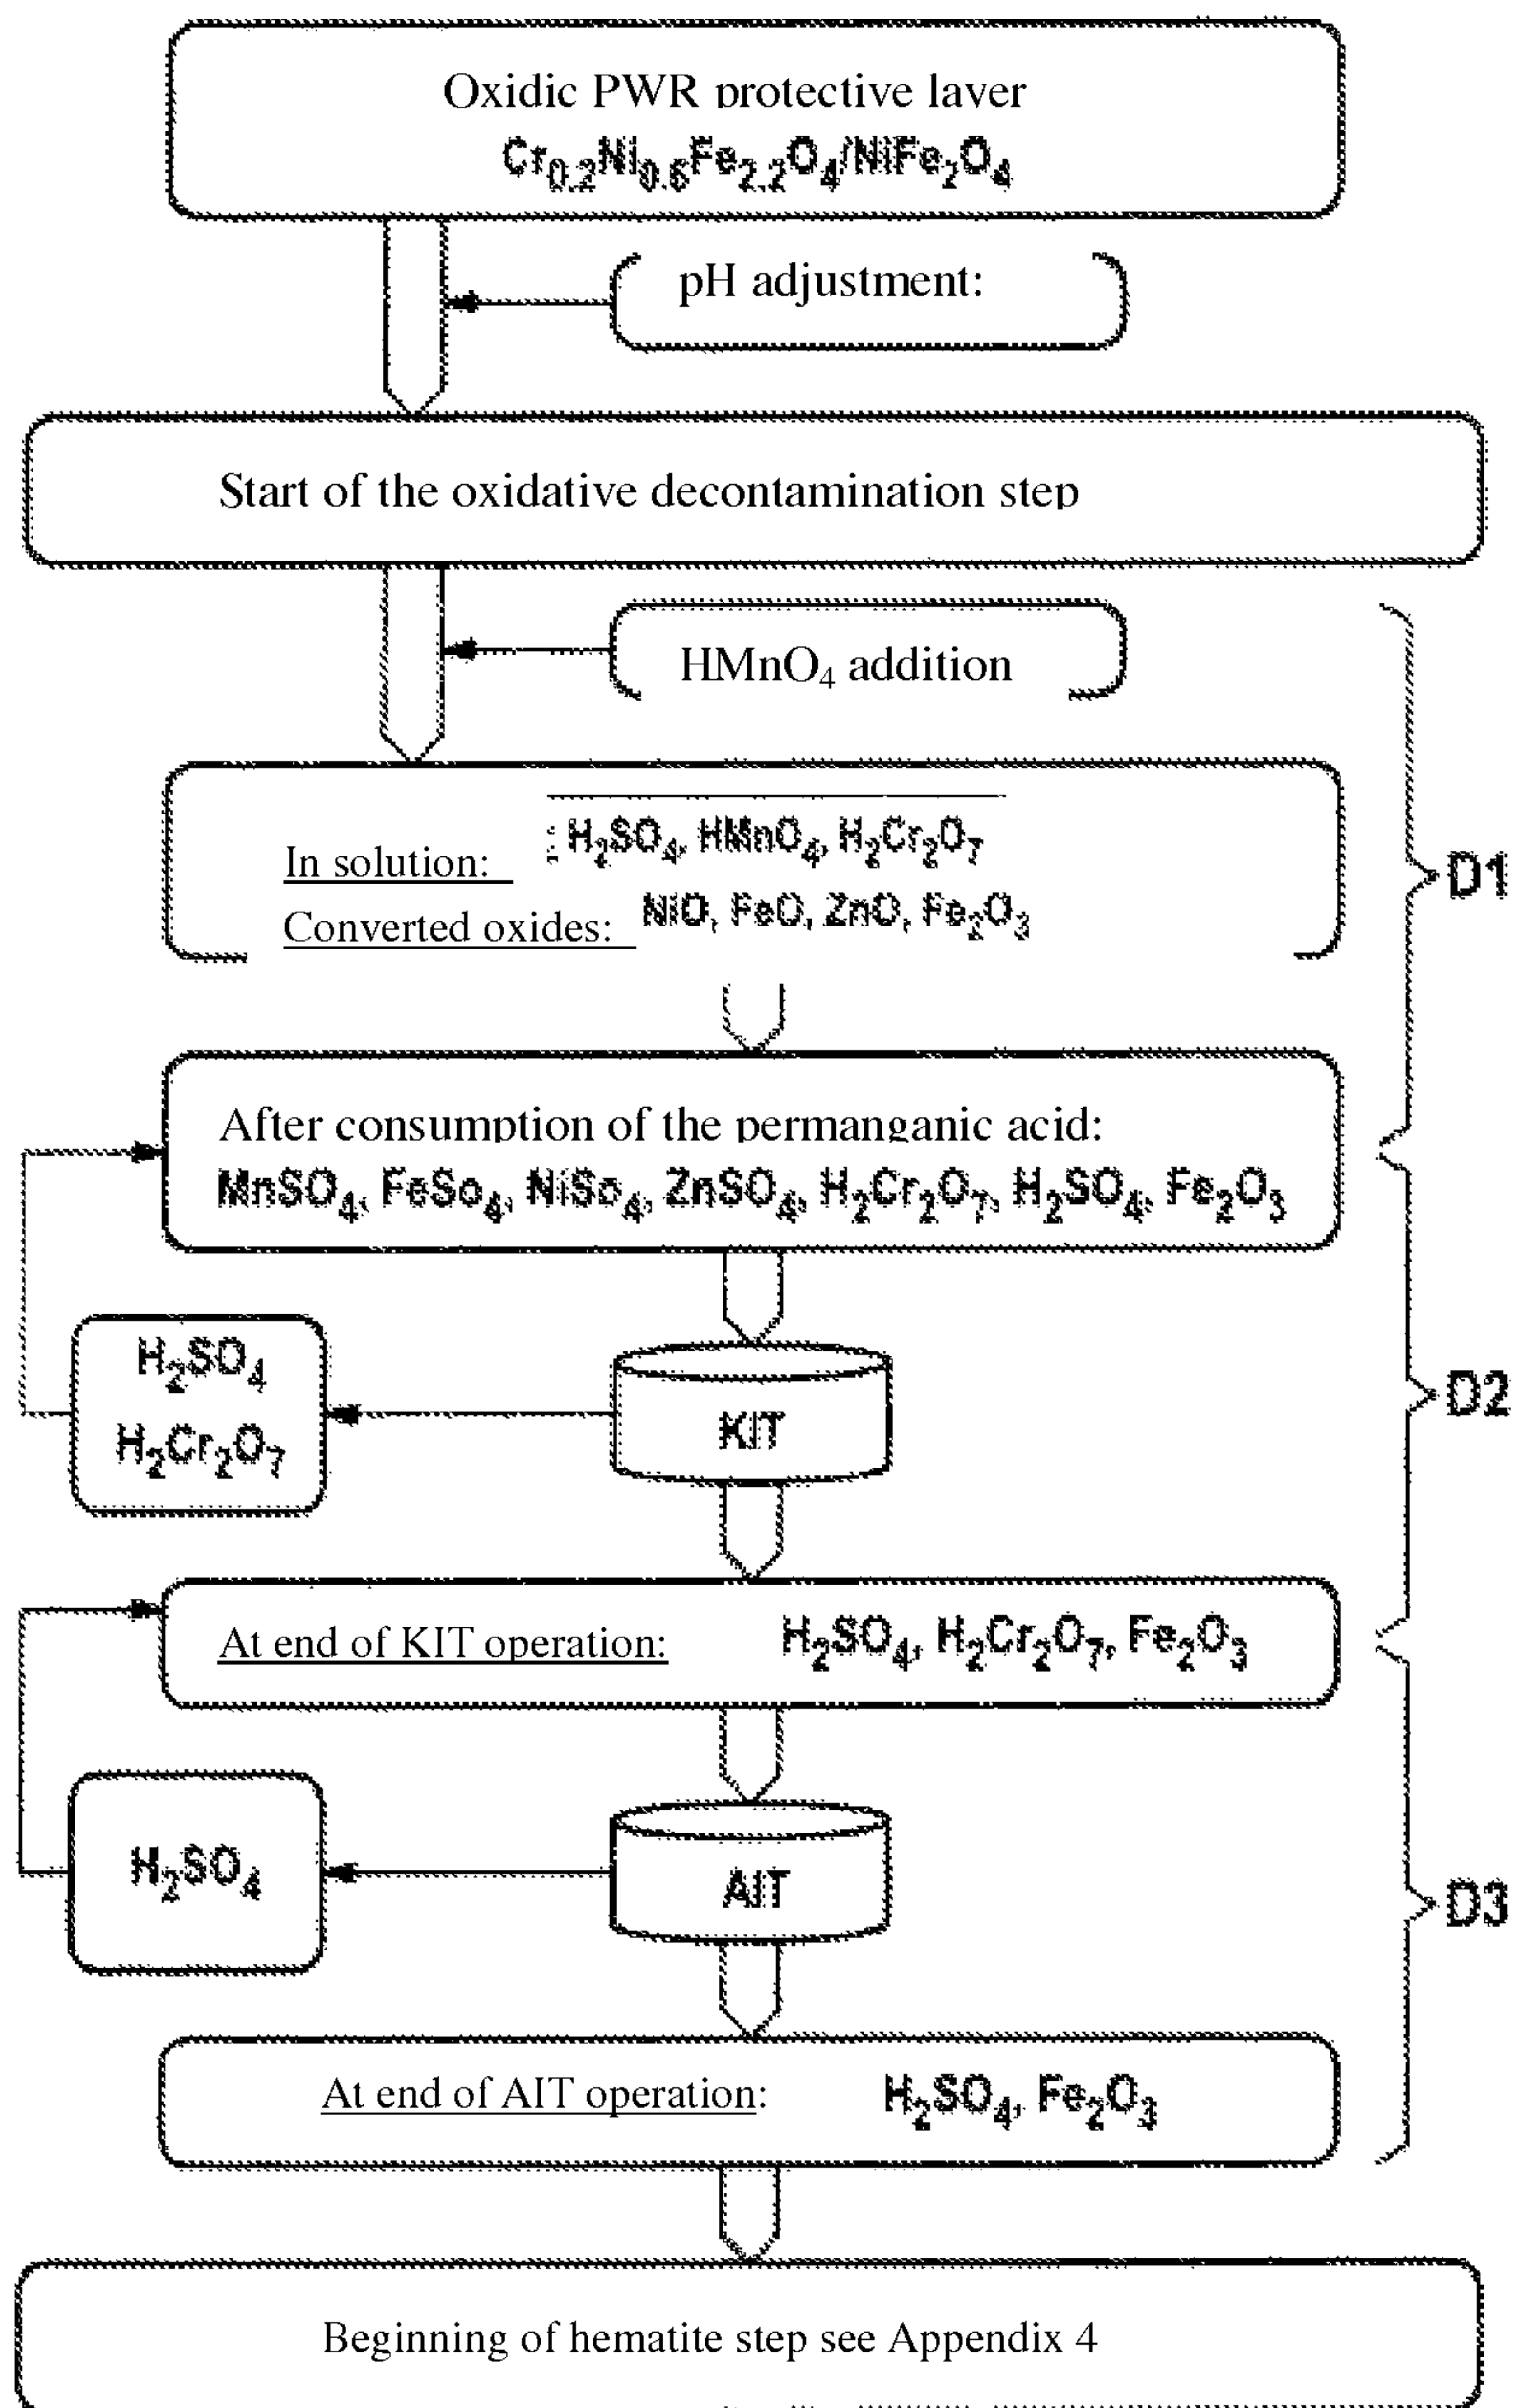 Oxidic PWR protective laver
Cr0.2Ni0.6Fe2.2O4/NiFe2O4
pH adjustment:
Start of the oxidative decontamination step
HMnO4 addition
In solution: : H2SO4, HMnO4, H2Cr2O7
Converted oxides: NiO, FeO, ZnO, Fe2O3
D1
After consumption of the permanganic acid:
MnSO4, FeSo4, NiSo4, ZnSO4, H2Cr2O7, H2SO4, Fe2O3
H2SO4
H2Cr2O7
KIT
D2
At end of KIT operation: H2SO4, H2Cr2O7, Fe2O3
H2SO4
AIT
D3
At end of AIT operation: H2SO4, Fe2O3
Beginning of hematite step see Appendix 4